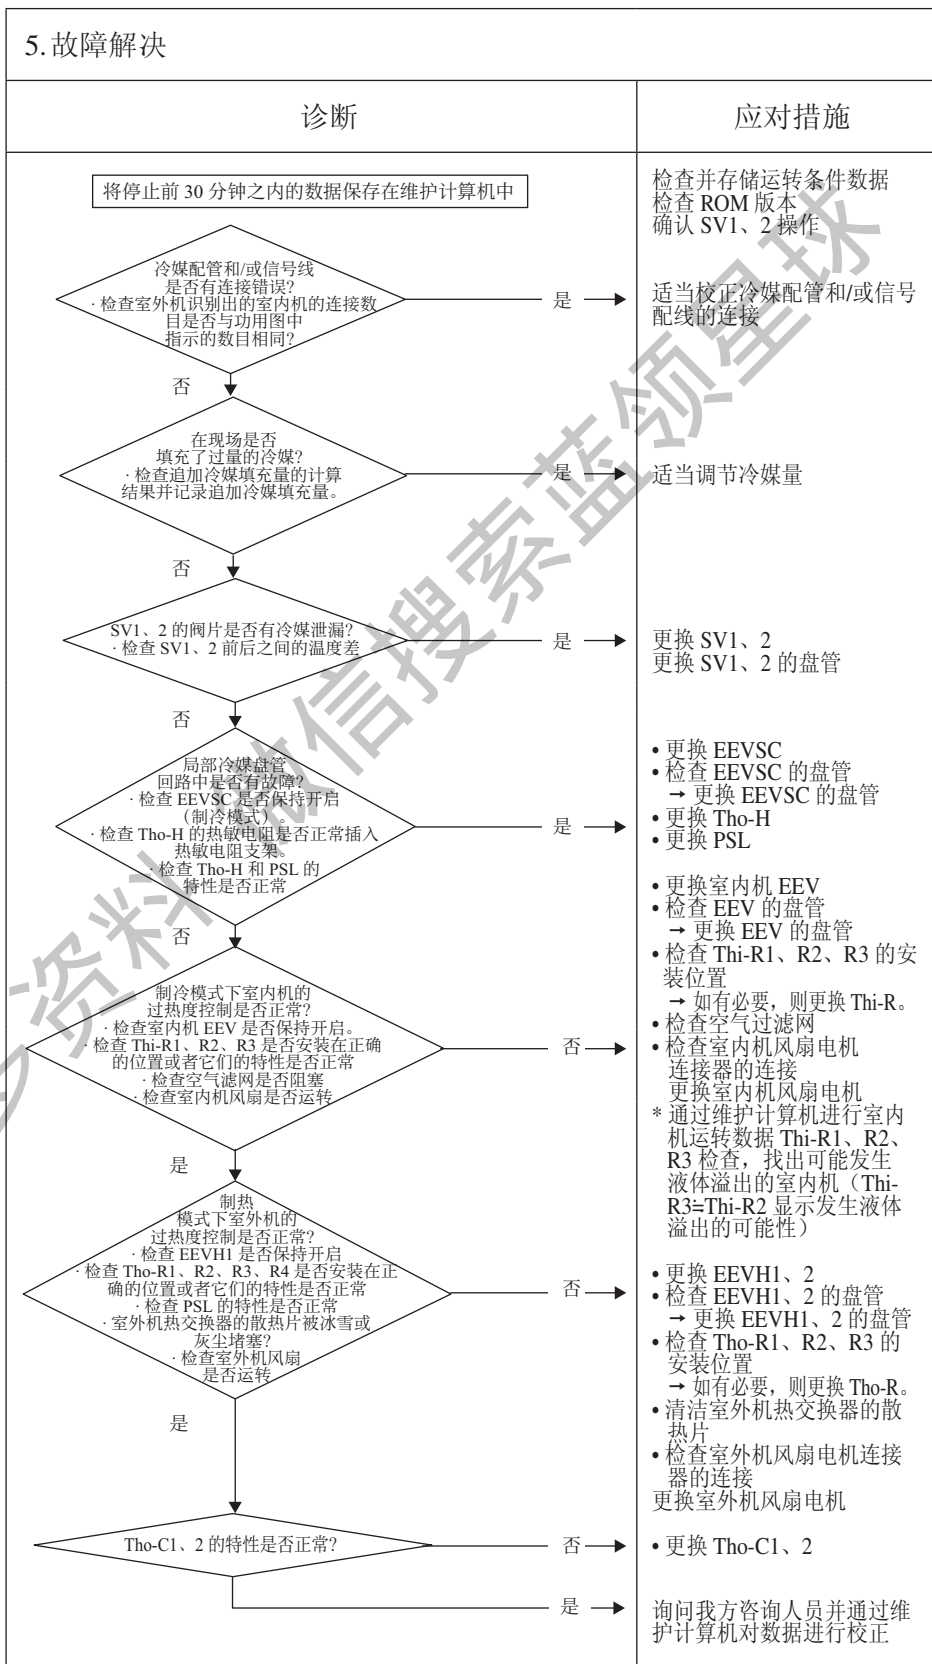 5.故障解决
诊断
应对措施
将停止前 30 分钟之内的数据保存在维护计算机中
检查并存储运转条件数据
检查 ROM 版本
确认 SV1、2 操作
冷媒配管和/或信号线
是否有连接错误?
· 检查室外机识别出的室内机的连接数
目是否与功用图中
指示的数目相同?
是
适当校正冷媒配管和/或信号
配线的连接
否
在现场是否
填充了过量的冷媒?
· 检查追加冷媒填充量的计算
结果并记录追加冷媒填充量。
是
适当调节冷媒量
否
SV1、2 的阀片是否有冷媒泄漏?
· 检查 SV1、2 前后之间的温度差
是
更换 SV1、2
更换 SV1、2 的盘管
否
局部冷媒盘管
回路中是否有故障?
· 检查 EEVSC 是否保持开启
(制冷模式)。
· 检查 Tho-H 的热敏电阻是否正常插入
热敏电阻支架。
· 检查 Tho-H 和 PSL 的
特性是否正常
是
• 更换 EEVSC
• 检查 EEVSC 的盘管
→ 更换 EEVSC 的盘管
• 更换 Tho-H
• 更换 PSL
否
制冷模式下室内机的
过热度控制是否正常?
· 检查室内机 EEV 是否保持开启。
· 检查 Thi-R1、R2、R3 是否安装在正确
的位置或者它们的特性是否正常
· 检查空气滤网是否阻塞
· 检查室内机风扇是否运转
否
• 更换室内机 EEV
• 检查 EEV 的盘管
→ 更换 EEV 的盘管
• 检查 Thi-R1、R2、R3 的安
装位置
→ 如有必要，则更换 Thi-R。
• 检查空气过滤网
• 检查室内机风扇电机
连接器的连接
更换室内机风扇电机
* 通过维护计算机进行室内
机运转数据 Thi-R1、R2、
R3 检查，找出可能发生
液体溢出的室内机（Thi-
R3≒Thi-R2 显示发生液体
溢出的可能性）
是
制热
模式下室外机的
过热度控制是否正常?
· 检查 EEVH1 是否保持开启
· 检查 Tho-R1、R2、R3、R4 是否安装在正
确的位置或者它们的特性是否正常
· 检查 PSL 的特性是否正常
· 室外机热交换器的散热片被冰雪或
灰尘堵塞?
· 检查室外机风扇
是否运转
否
• 更换 EEVH1、2
• 检查 EEVH1、2 的盘管
→ 更换 EEVH1、2 的盘管
• 检查 Tho-R1、R2、R3 的
安装位置
→ 如有必要，则更换 Tho-R。
• 清洁室外机热交换器的散
热片
• 检查室外机风扇电机连接
器的连接
更换室外机风扇电机
是
Tho-C1、2 的特性是否正常?
否
• 更换 Tho-C1、2
是
询问我方咨询人员并通过维
护计算机对数据进行校正
多资料 微信搜索蓝领星球